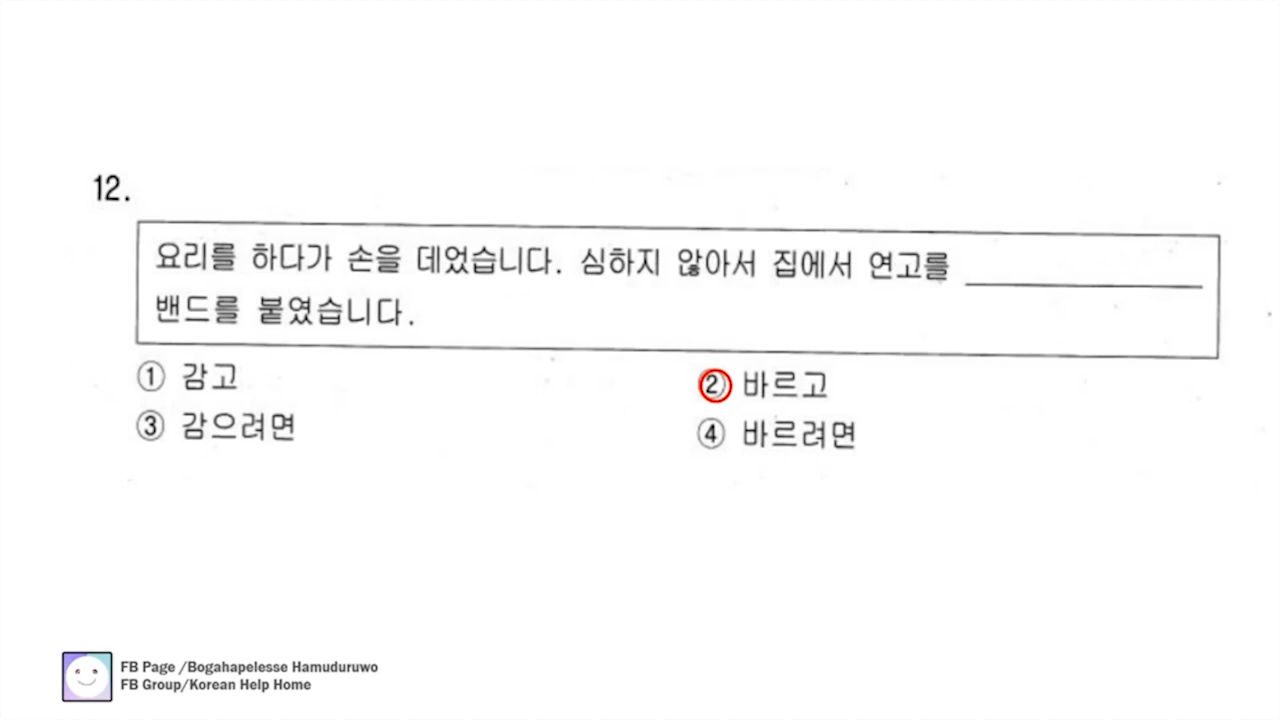 12.
요리를 하다가 손을 데었습니다. 심하지 않아서 집에서 연고를 ____________
밴드를 붙였습니다.
① 감고 ② 바르고
③ 감으려면 ④ 바르려면
FB Page /Bogahapelesse Hamuduruwo
FB Group/Korean Help Home